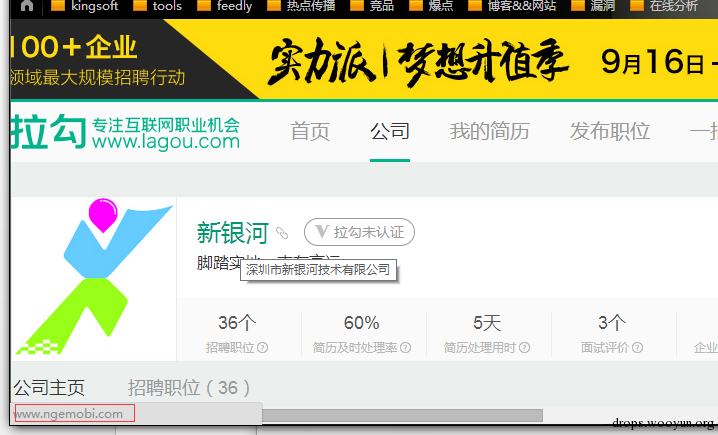 kingsoft tools feedly 热点传播 竞品 爆点 博客&&网站 漏洞 在线分析
100+企业
领域最大规模招聘行动
实力派 | 梦想升值季
9月16日
拉勾 专注互联网职业机会
www.lagou.com
首页 公司 我的简历 发布职位
新银河 拉勾未认证
脚踏实地
深圳市新银河技术有限公司
36个 60% 5天 3个
招聘职位 简历及时处理率 简历处理用时 面试评价 企业
公司主页 招聘职位 ( 36 )
www.ngemobi.com
drops.wooyun.org